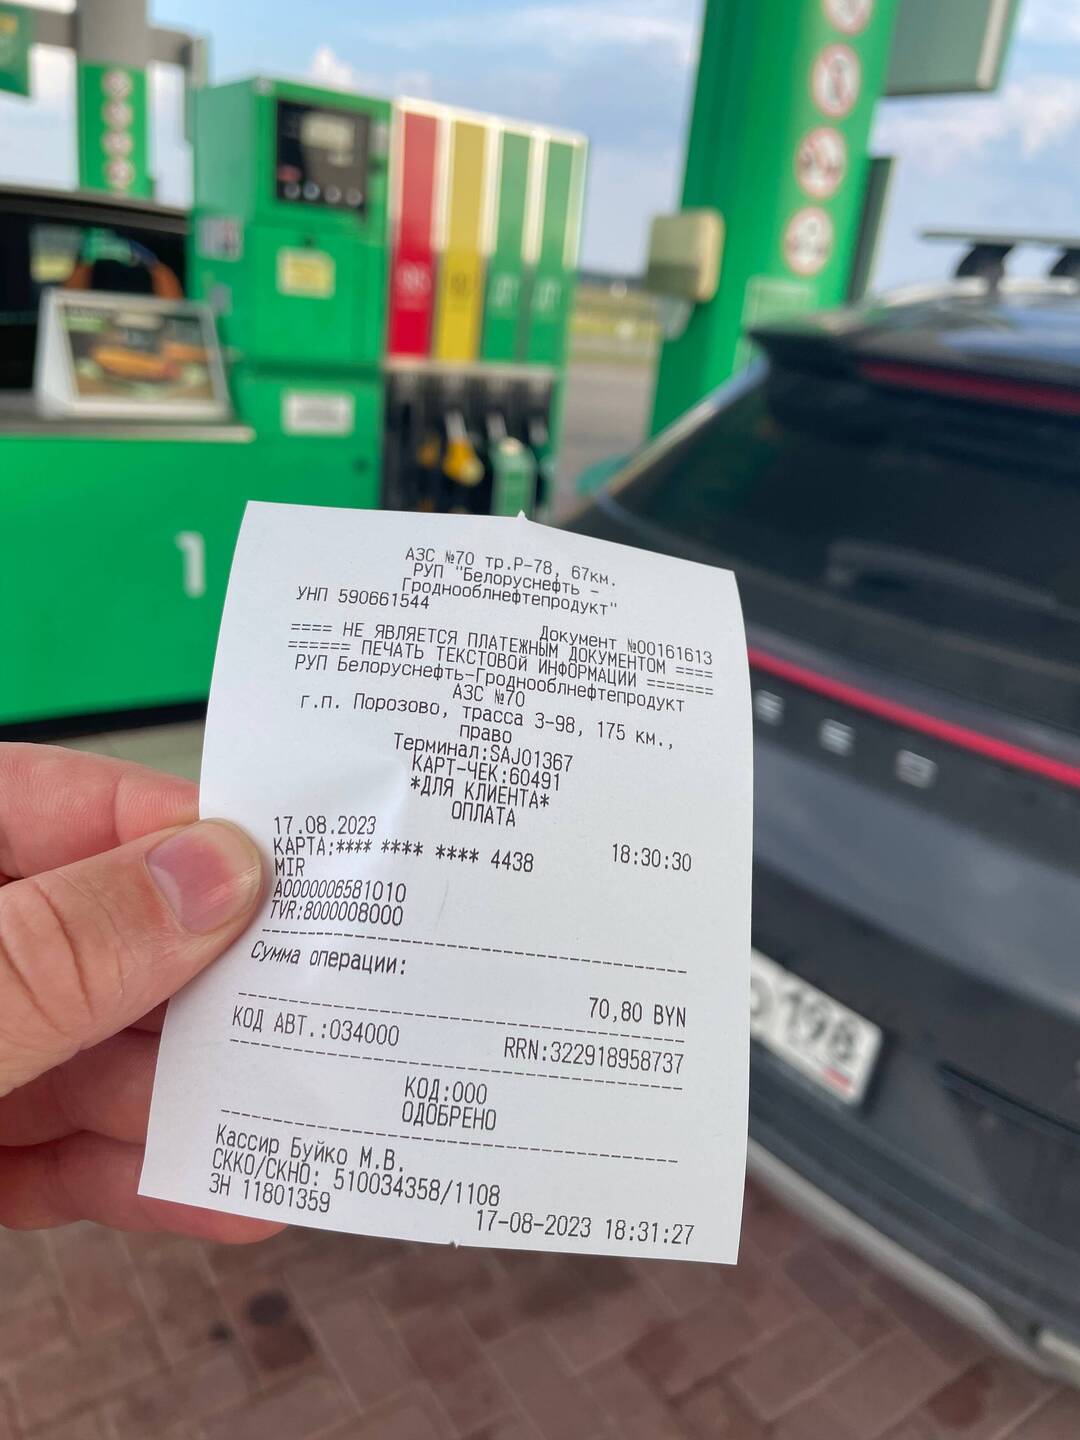 АЗС №70 тр.Р-78, 67км.
РУП "Белоруснефть -
Гроднооблнефтепродукт"
УНП 590661544
Документ №00161613
==== НЕ ЯВЛЯЕТСЯ ПЛАТЕЖНЫМ ДОКУМЕНТОМ ====
====== ПЕЧАТЬ ТЕКСТОВОЙ ИНФОРМАЦИИ =======
РУП Белоруснефть-Гроднооблнефтепродукт
АЗС №70
г.п. Порозово, трасса З-98, 175 км.,
право
Терминал:SAJ01367
КАРТ-ЧЕК:60491
*ДЛЯ КЛИЕНТА*
ОПЛАТА
17.08.2023 18:30:30
КАРТА:**** **** **** 4438
MIR
A0000006581010
TVR:8000008000
Сумма операции:
70,80 BYN
КОД АВТ.:034000 RRN:322918958737
КОД:000
ОДОБРЕНО
Кассир Буйко М.В.
СККО/СКНО: 510034358/1108
ЗН 11801359
17-08-2023 18:31:27
1
198